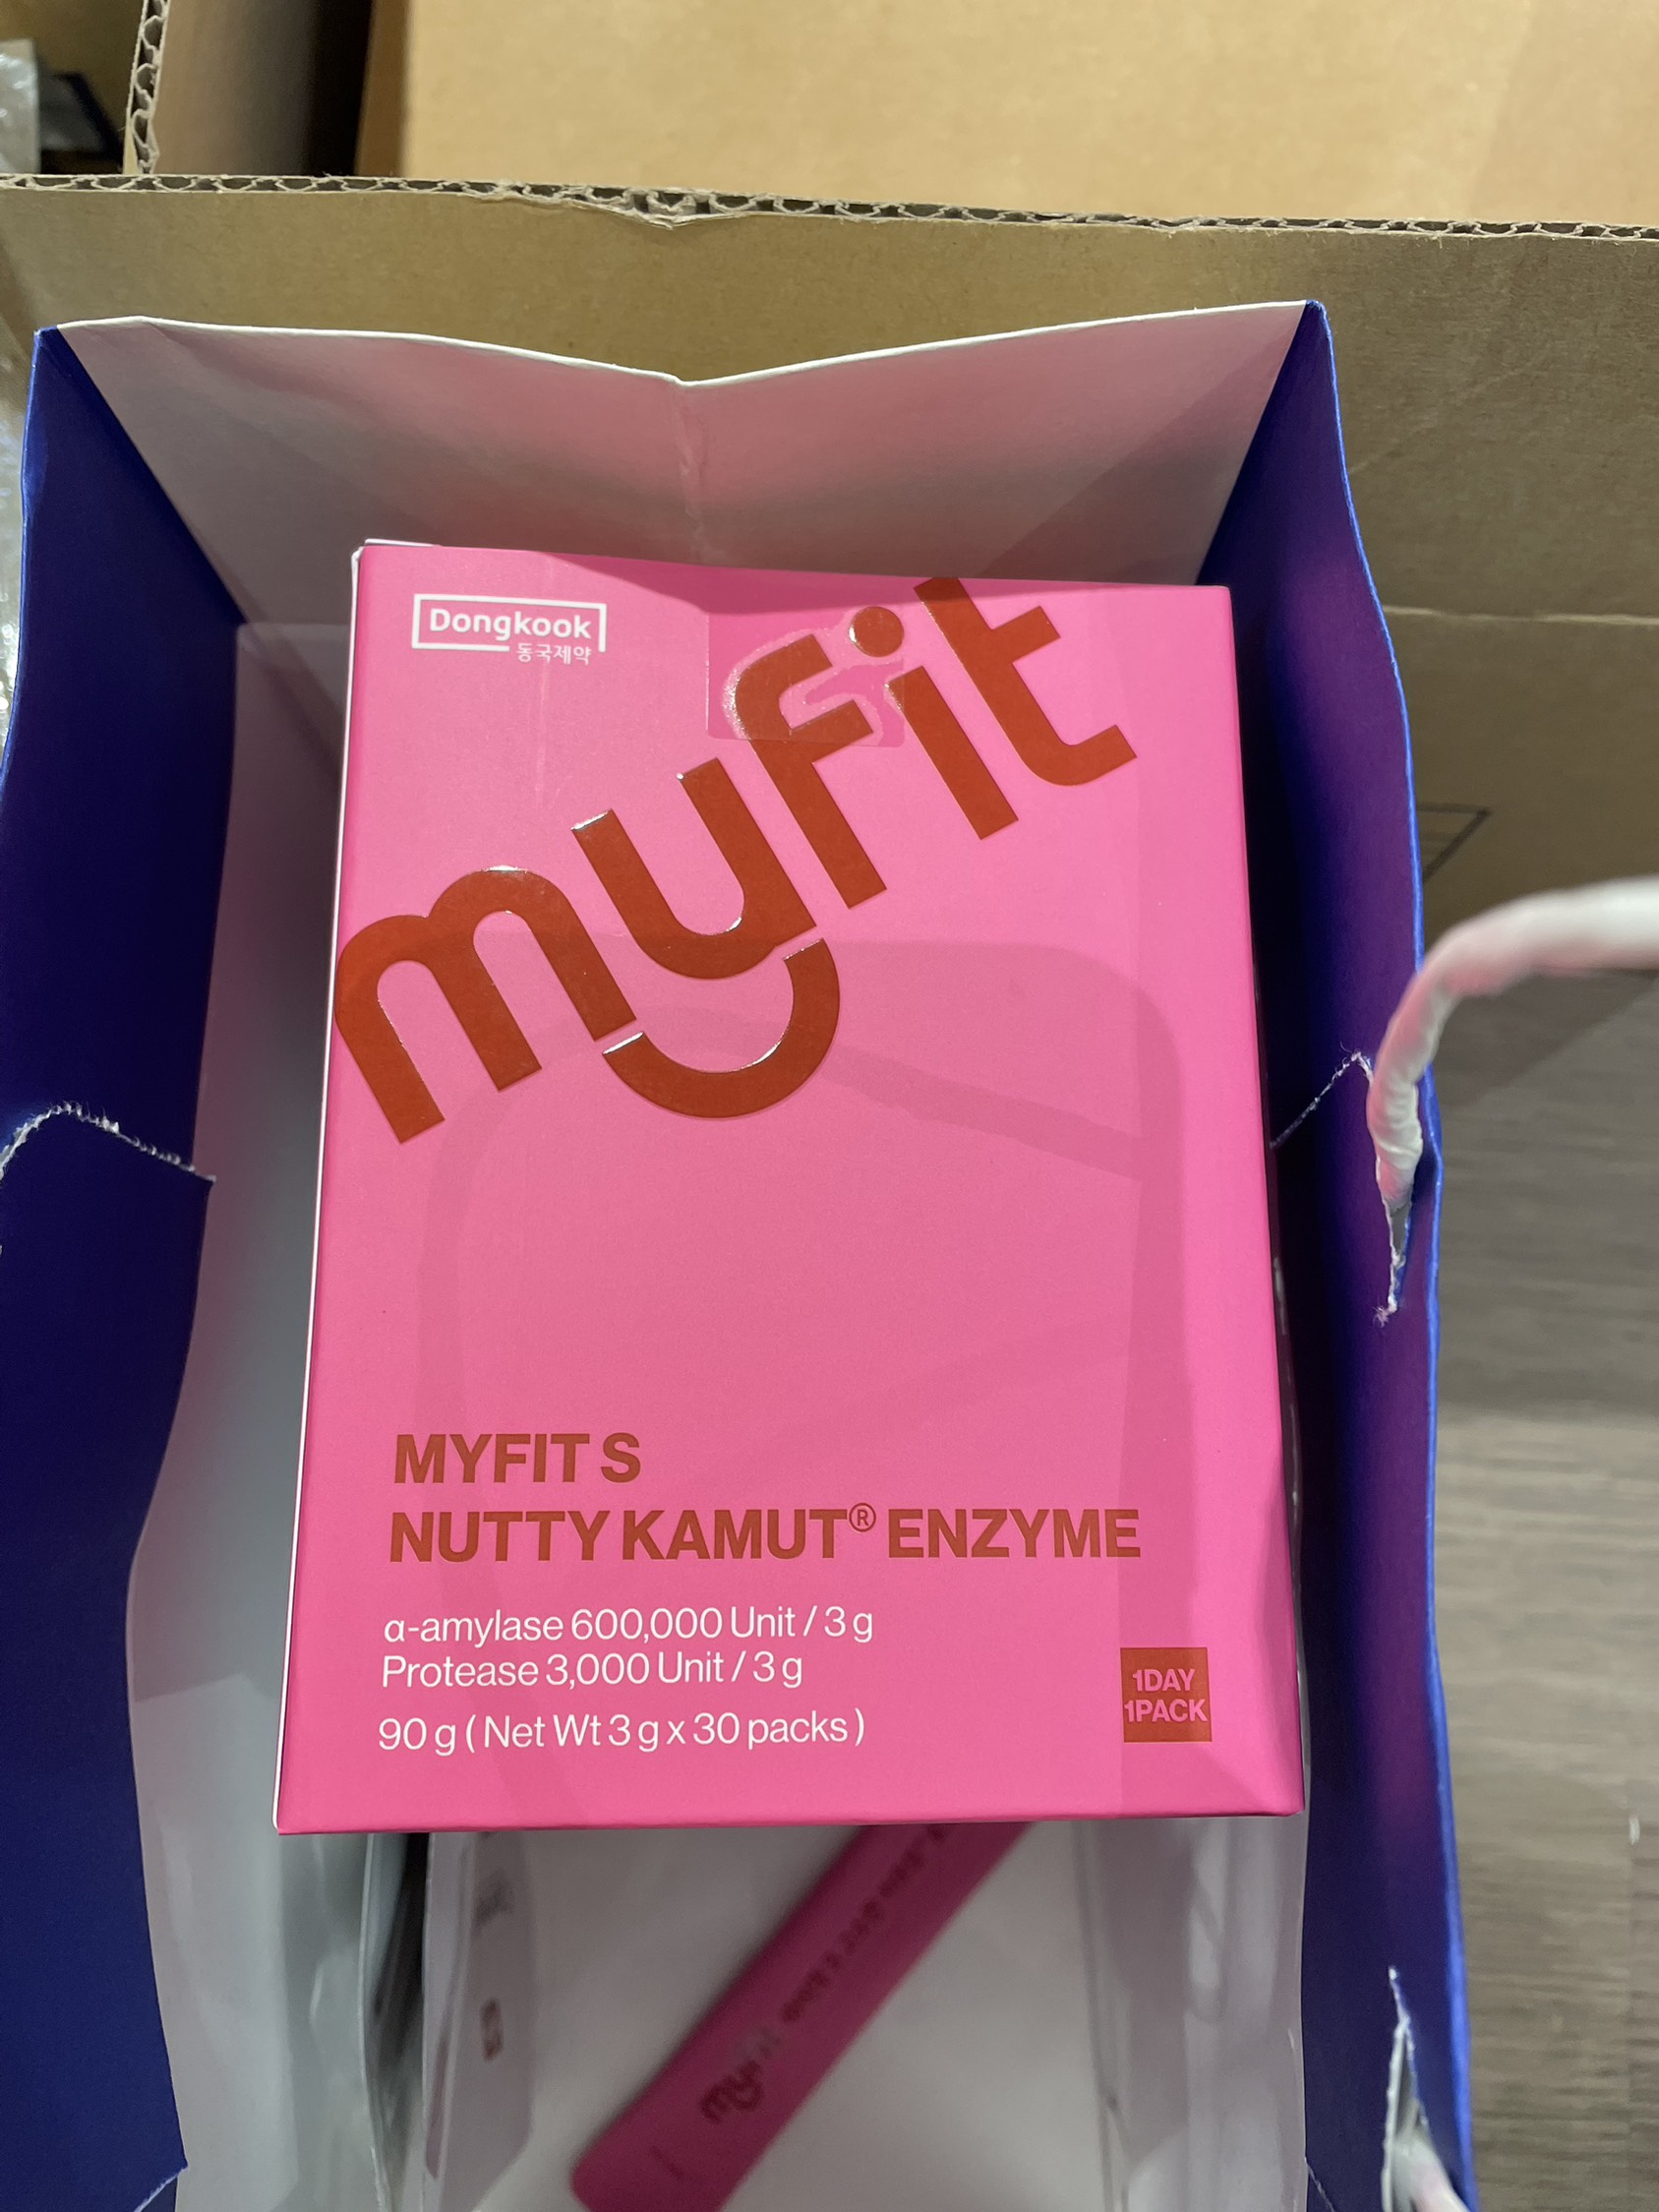 Dongkook
동국제약
myfit
MYFIT S
NUTTY KAMUT® ENZYME
α-amylase 600,000 Unit / 3 g
Protease 3,000 Unit / 3 g
90 g ( Net Wt 3 g x 30 packs )
1DAY
1PACK
myfit